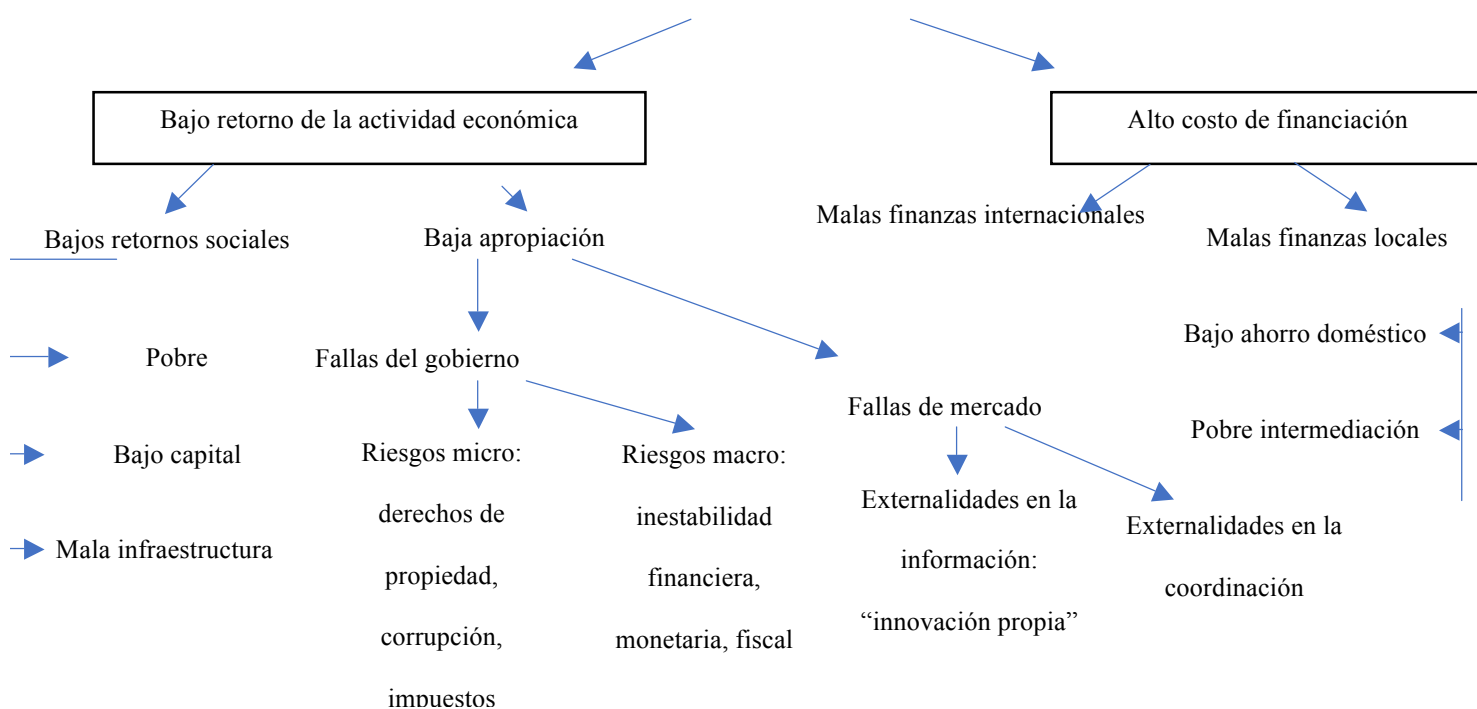 Bajo retorno de la actividad económica
Alto costo de financiación
Bajos retornos sociales
Baja apropiación
Malas finanzas internacionales
Malas finanzas locales
Pobre
Bajo capital
Mala infraestructura
Fallas del gobierno
Riesgos micro:
derechos de
propiedad,
corrupción,
impuestos
Riesgos macro:
inestabilidad
financiera,
monetaria, fiscal
Fallas de mercado
Externalidades en la
información:
“innovación propia”
Externalidades en la
coordinación
Bajo ahorro doméstico
Pobre intermediación